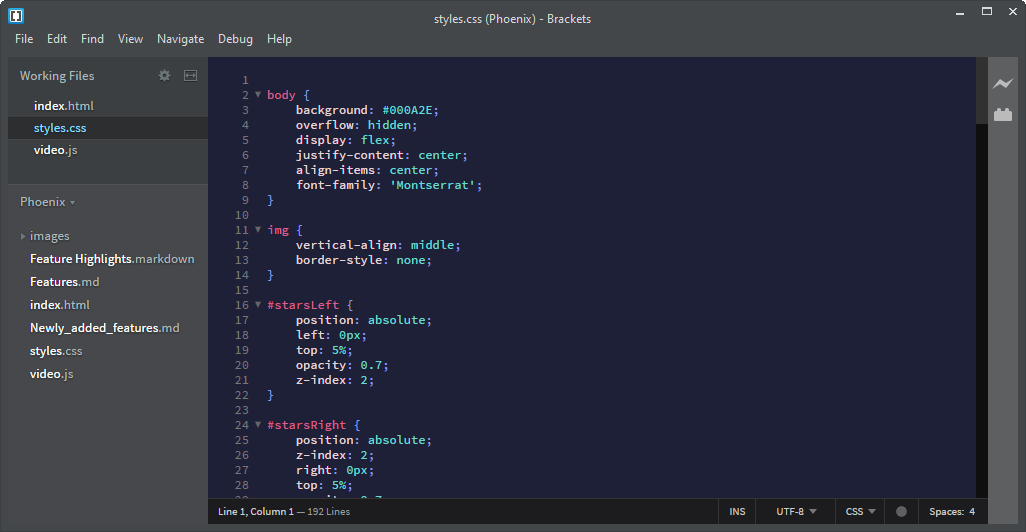 styles.css (Phoenix) - Brackets
File Edit Find View Navigate Debug Help
Working Files
index.html
styles.css
video.js
Phoenix
images
Feature Highlights.markdown
Features.md
index.html
Newly_added_features.md
styles.css
video.js
1
2 body {
3     background: #000A2E;
4     overflow: hidden;
5     display: flex;
6     justify-content: center;
7     align-items: center;
8     font-family: 'Montserrat';
9 }
10
11 img {
12     vertical-align: middle;
13     border-style: none;
14 }
15
16 #starsLeft {
17     position: absolute;
18     left: 0px;
19     top: 5%;
20     opacity: 0.7;
21     z-index: 2;
22 }
23
24 #starsRight {
25     position: absolute;
26     z-index: 2;
27     right: 0px;
28     top: 5%;
Line 1, Column 1 — 192 Lines INS UTF-8 CSS Spaces: 4